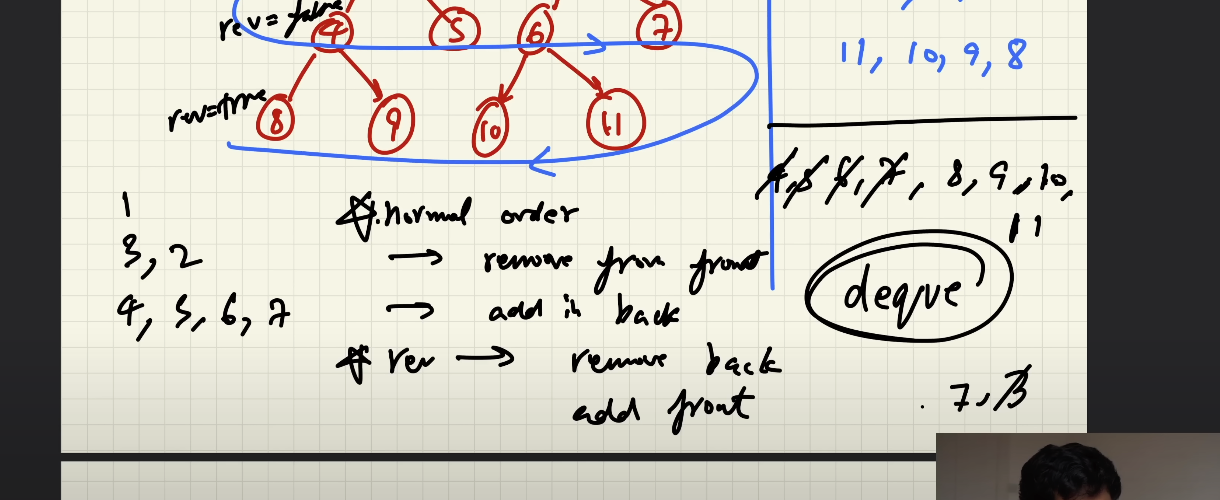 rev = false
4 5 6 7
11, 10, 9, 8
rev=true
8 9 10 11
4, 5, 6, 7, 8, 9, 10,
11
1
3, 2
4, 5, 6, 7
normal order
→ remove from front
→ add in back
deque
rev → remove back
add front
7, 3